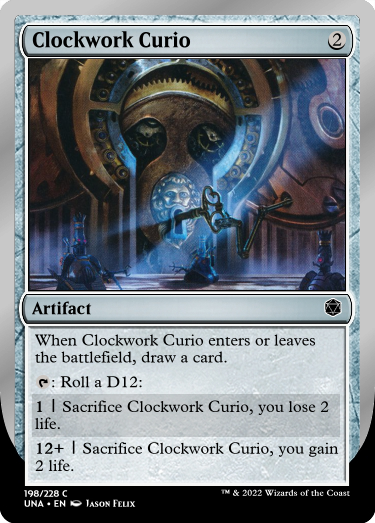 Clockwork Curio 2
Artifact
When Clockwork Curio enters or leaves
the battlefield, draw a card.
: Roll a D12:
1 | Sacrifice Clockwork Curio, you lose 2
life.
12+ | Sacrifice Clockwork Curio, you gain
2 life.
198/228 C
UNA • EN Jason Felix
™ & 2022 Wizards of the Coast